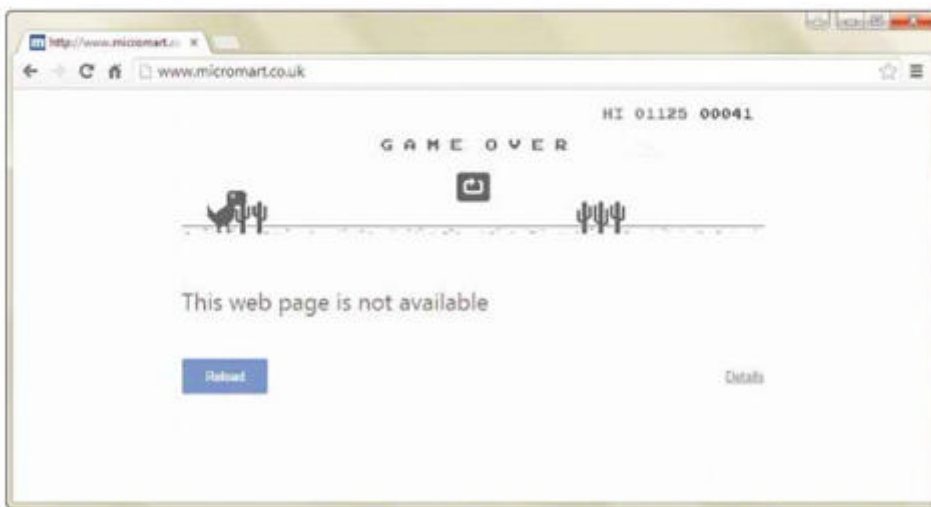 http://www.micromart.c
www.micromart.co.uk
HI 01125 00041
GAME OVER
This web page is not available
Reload
Details